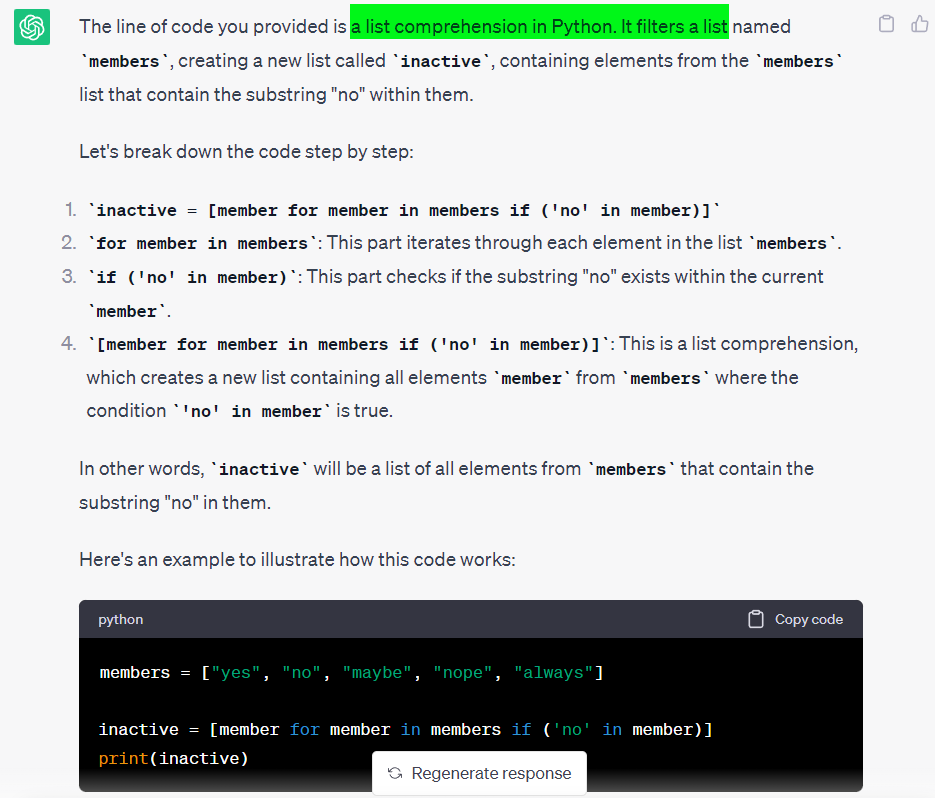 The line of code you provided is a list comprehension in Python. It filters a list named
`members`, creating a new list called `inactive`, containing elements from the `members`
list that contain the substring "no" within them.
Let's break down the code step by step:
1. `inactive = [member for member in members if ('no' in member)]`
2. `for member in members`: This part iterates through each element in the list `members`.
3. `if ('no' in member)`: This part checks if the substring "no" exists within the current
`member`.
4. `[member for member in members if ('no' in member)]`: This is a list comprehension,
which creates a new list containing all elements `member` from `members` where the
condition `'no' in member` is true.
In other words, `inactive` will be a list of all elements from `members` that contain the
substring "no" in them.
Here's an example to illustrate how this code works:
python Copy code
members = ["yes", "no", "maybe", "nope", "always"]
inactive = [member for member in members if ('no' in member)]
print(inactive)
Regenerate response